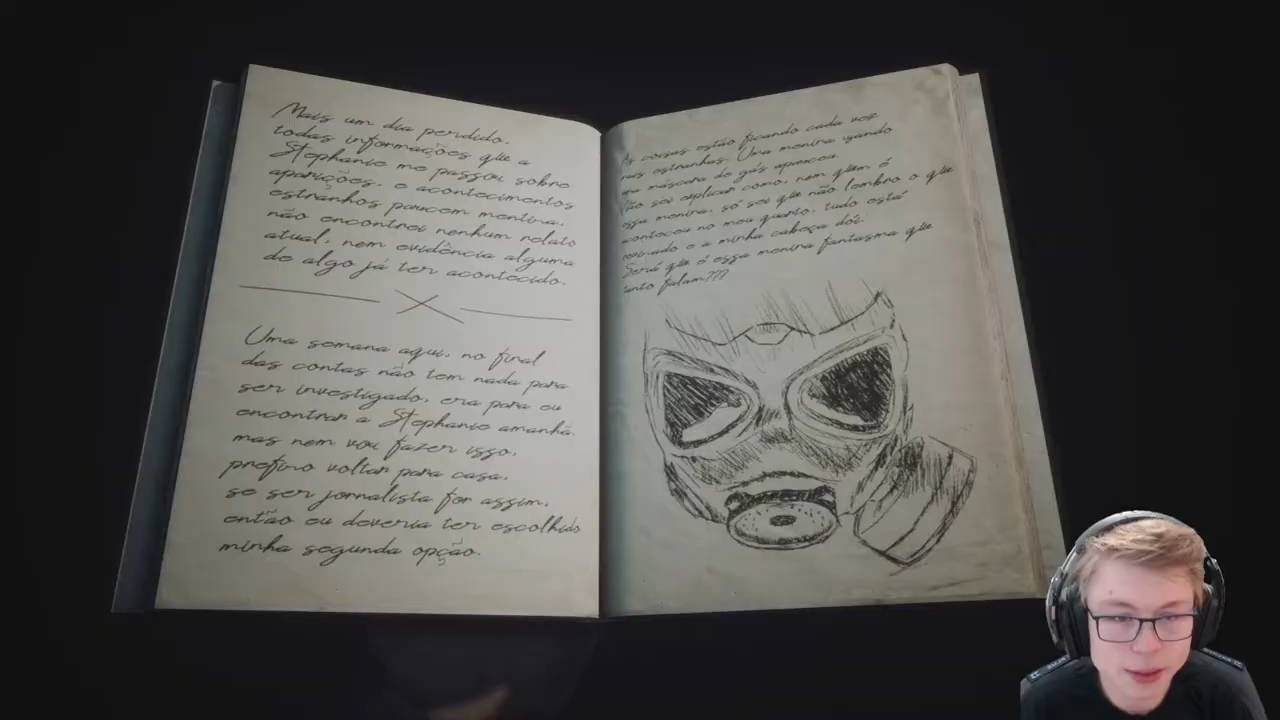 Mais um dia perdido,
todas informações que a
Stephanie me passou sobre
aparições, e acontecimentos
estranhos parecem mentira,
não encontrei nenhum relato
atual, nem evidência alguma
de algo já ter acontecido.
Uma semana aqui, no final
das contas não tem nada para
ser investigado, era para eu
encontrar a Stephanie amanhã,
mas nem vou fazer isso,
prefiro voltar para casa,
se ser jornalista for assim,
então eu deveria ter escolhido
minha segunda opção.
As coisas estão ficando cada vez
mais estranhas. Uma menina usando
uma máscara de gás apareceu.
Não sei explicar como, nem quem é
essa menina, só sei que não lembro o que
aconteceu no meu quarto, tudo está
revirado e a minha cabeça dói.
Será que é essa menina fantasma que
tanto falam???